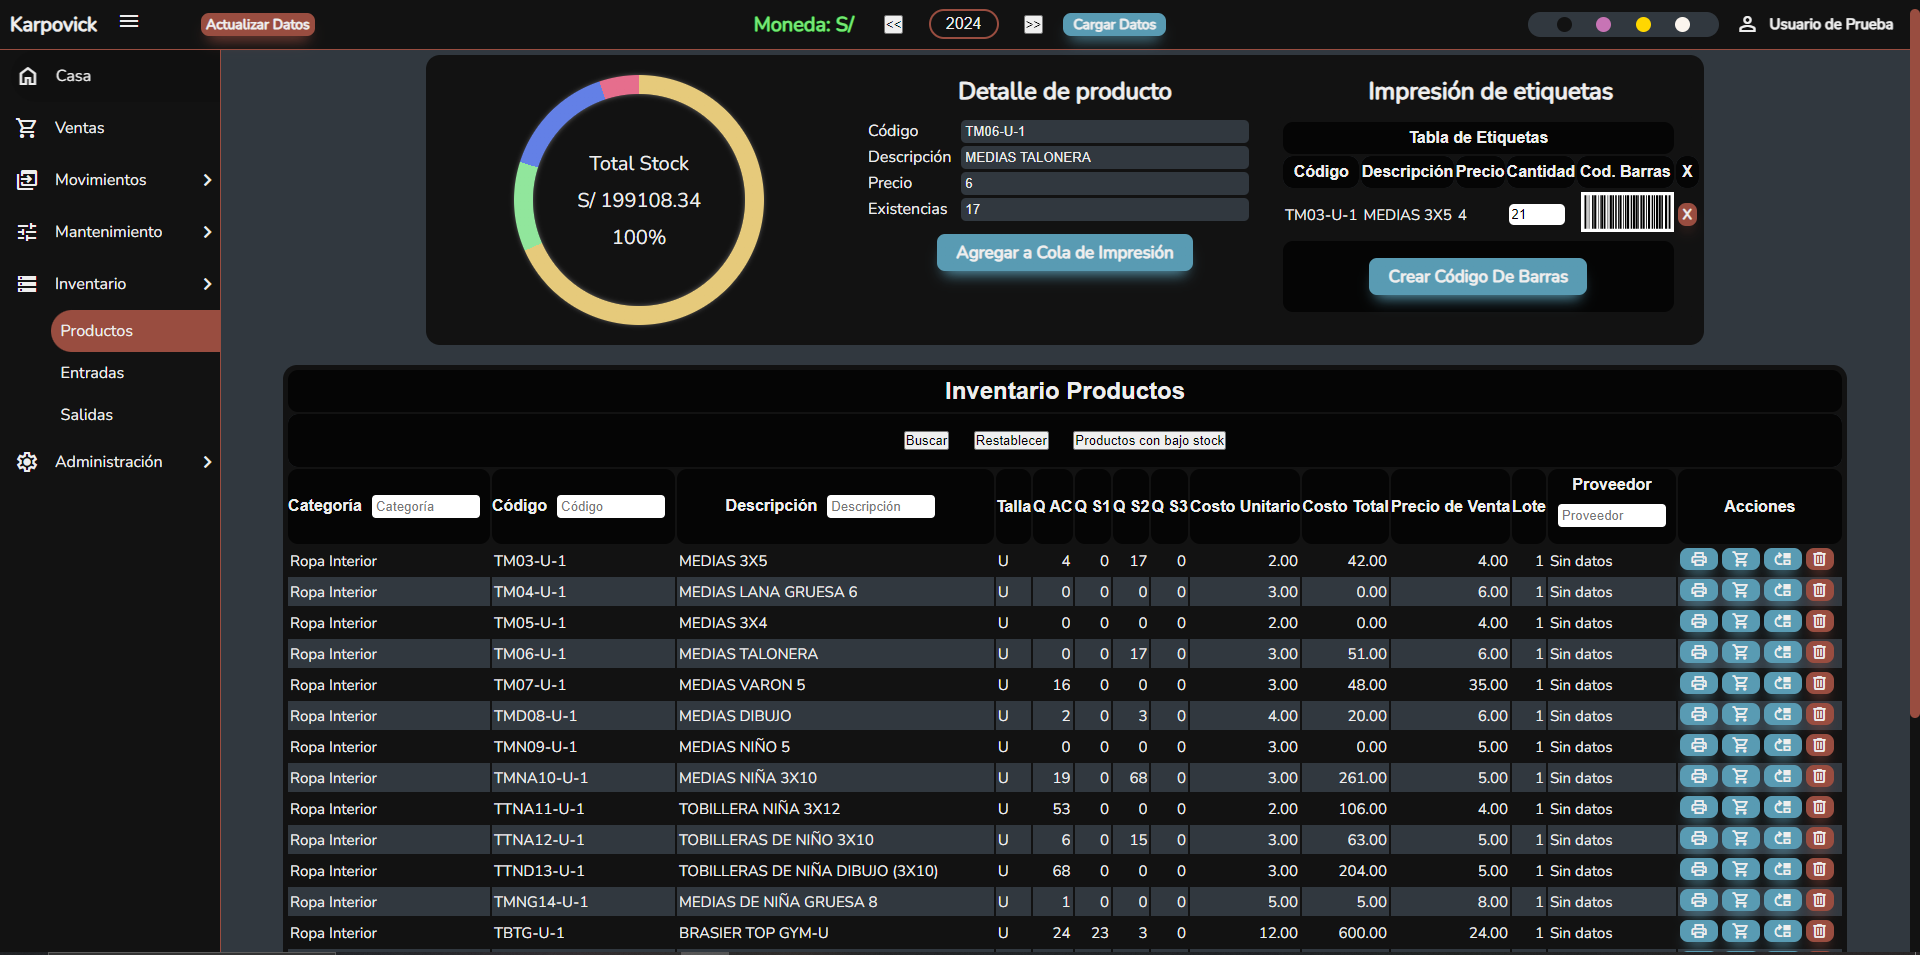 Karpovick
Actualizar Datos
Moneda: S/
<<
2024
>>
Cargar Datos
Usuario de Prueba
Casa
Ventas
Movimientos
Mantenimiento
Inventario
Productos
Entradas
Salidas
Administración
Total Stock
S/ 199108.34
100%
Detalle de producto
Código TM06-U-1
Descripción MEDIAS TALONERA
Precio 6
Existencias 17
Agregar a Cola de Impresión
Impresión de etiquetas
Tabla de Etiquetas
Código Descripción Precio Cantidad Cod. Barras X
TM03-U-1 MEDIAS 3X5 4 21 X
Crear Código De Barras
Inventario Productos
Buscar Restablecer Productos con bajo stock
Categoría Categoría Código Código Descripción Descripción Talla Q AC Q S1 Q S2 Q S3 Costo Unitario Costo Total Precio de Venta Lote Proveedor Proveedor Acciones
Ropa Interior TM03-U-1 MEDIAS 3X5 U 4 0 17 0 2.00 42.00 4.00 1 Sin datos
Ropa Interior TM04-U-1 MEDIAS LANA GRUESA 6 U 0 0 0 0 3.00 0.00 6.00 1 Sin datos
Ropa Interior TM05-U-1 MEDIAS 3X4 U 0 0 0 0 2.00 0.00 4.00 1 Sin datos
Ropa Interior TM06-U-1 MEDIAS TALONERA U 0 0 17 0 3.00 51.00 6.00 1 Sin datos
Ropa Interior TM07-U-1 MEDIAS VARON 5 U 16 0 0 0 3.00 48.00 35.00 1 Sin datos
Ropa Interior TMD08-U-1 MEDIAS DIBUJO U 2 0 3 0 4.00 20.00 6.00 1 Sin datos
Ropa Interior TMN09-U-1 MEDIAS NIÑO 5 U 0 0 0 0 3.00 0.00 5.00 1 Sin datos
Ropa Interior TMNA10-U-1 MEDIAS NIÑA 3X10 U 19 0 68 0 3.00 261.00 5.00 1 Sin datos
Ropa Interior TTNA11-U-1 TOBILLERA NIÑA 3X12 U 53 0 0 0 2.00 106.00 4.00 1 Sin datos
Ropa Interior TTNA12-U-1 TOBILLERAS DE NIÑO 3X10 U 6 0 15 0 3.00 63.00 5.00 1 Sin datos
Ropa Interior TTND13-U-1 TOBILLERAS DE NIÑA DIBUJO (3X10) U 68 0 0 0 3.00 204.00 5.00 1 Sin datos
Ropa Interior TMNG14-U-1 MEDIAS DE NIÑA GRUESA 8 U 1 0 0 0 5.00 5.00 8.00 1 Sin datos
Ropa Interior TBTG-U-1 BRASIER TOP GYM-U U 24 23 3 0 12.00 600.00 24.00 1 Sin datos